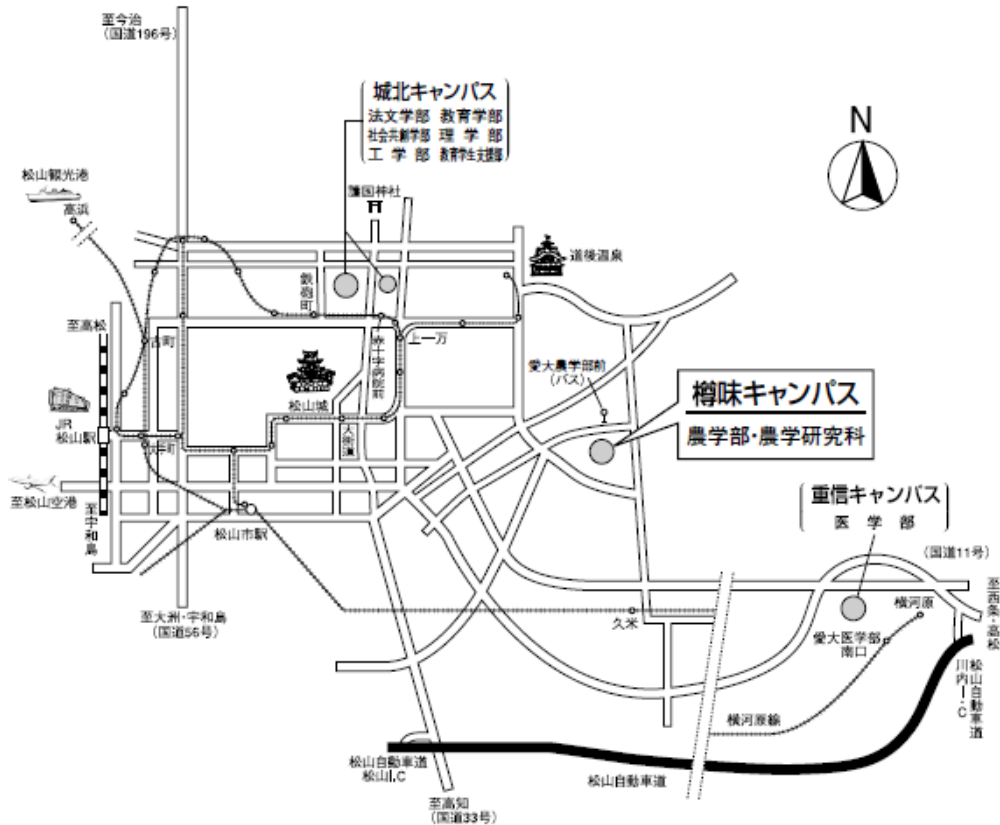 至今治
(国道196号)
城北キャンパス
法文学部 教育学部
社会共創学部 理学部
工学部 教育学生支援部
N
松山観光港
高浜
護国神社
道後温泉
鉄砲町
至高松
古町
赤十字病院前
上一万
愛大農学部前
(バス)
樽味キャンパス
農学部・農学研究科
松山城
JR
松山駅
大手町
大街道
至松山空港
至宇和島
松山市駅
重信キャンパス
医学部
(国道11号)
至西条・高松
至大洲・宇和島
(国道56号)
久米
横河原
愛大医学部
南口
松山自動車道
川内I・C
横河原線
松山自動車道
松山I.C
松山自動車道
至高知
(国道33号)